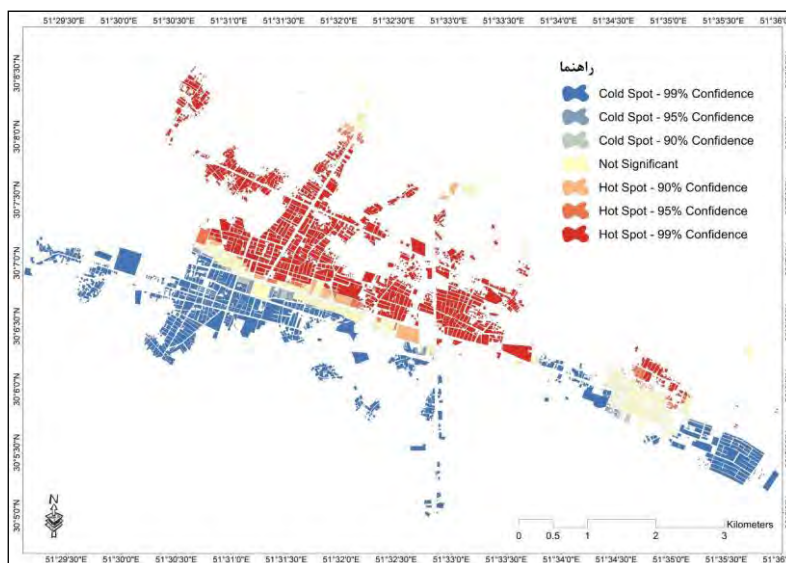 51°29'30"E 51°30'0"E 51°30'30"E 51°31'0"E 51°31'30"E 51°32'0"E 51°32'30"E 51°33'0"E 51°33'30"E 51°34'0"E 51°34'30"E 51°35'0"E 51°35'30"E 51°36'0
راهنما
Cold Spot - 99% Confidence
Cold Spot - 95% Confidence
Cold Spot - 90% Confidence
Not Significant
Hot Spot - 90% Confidence
Hot Spot - 95% Confidence
Hot Spot - 99% Confidence
30°8'30"N
30°8'0"N
30°7'30"N
30°7'0"N
30°6'30"N
30°6'0"N
30°5'30"N
30°5'0"N
N
Kilometers
0 0.5 1 2 3
51°29'30"E 51°30'0"E 51°30'30"E 51°31'0"E 51°31'30"E 51°32'0"E 51°32'30"E 51°33'0"E 51°33'30"E 51°34'0"E 51°34'30"E 51°35'0"E 51°35'30"E 51°36'0